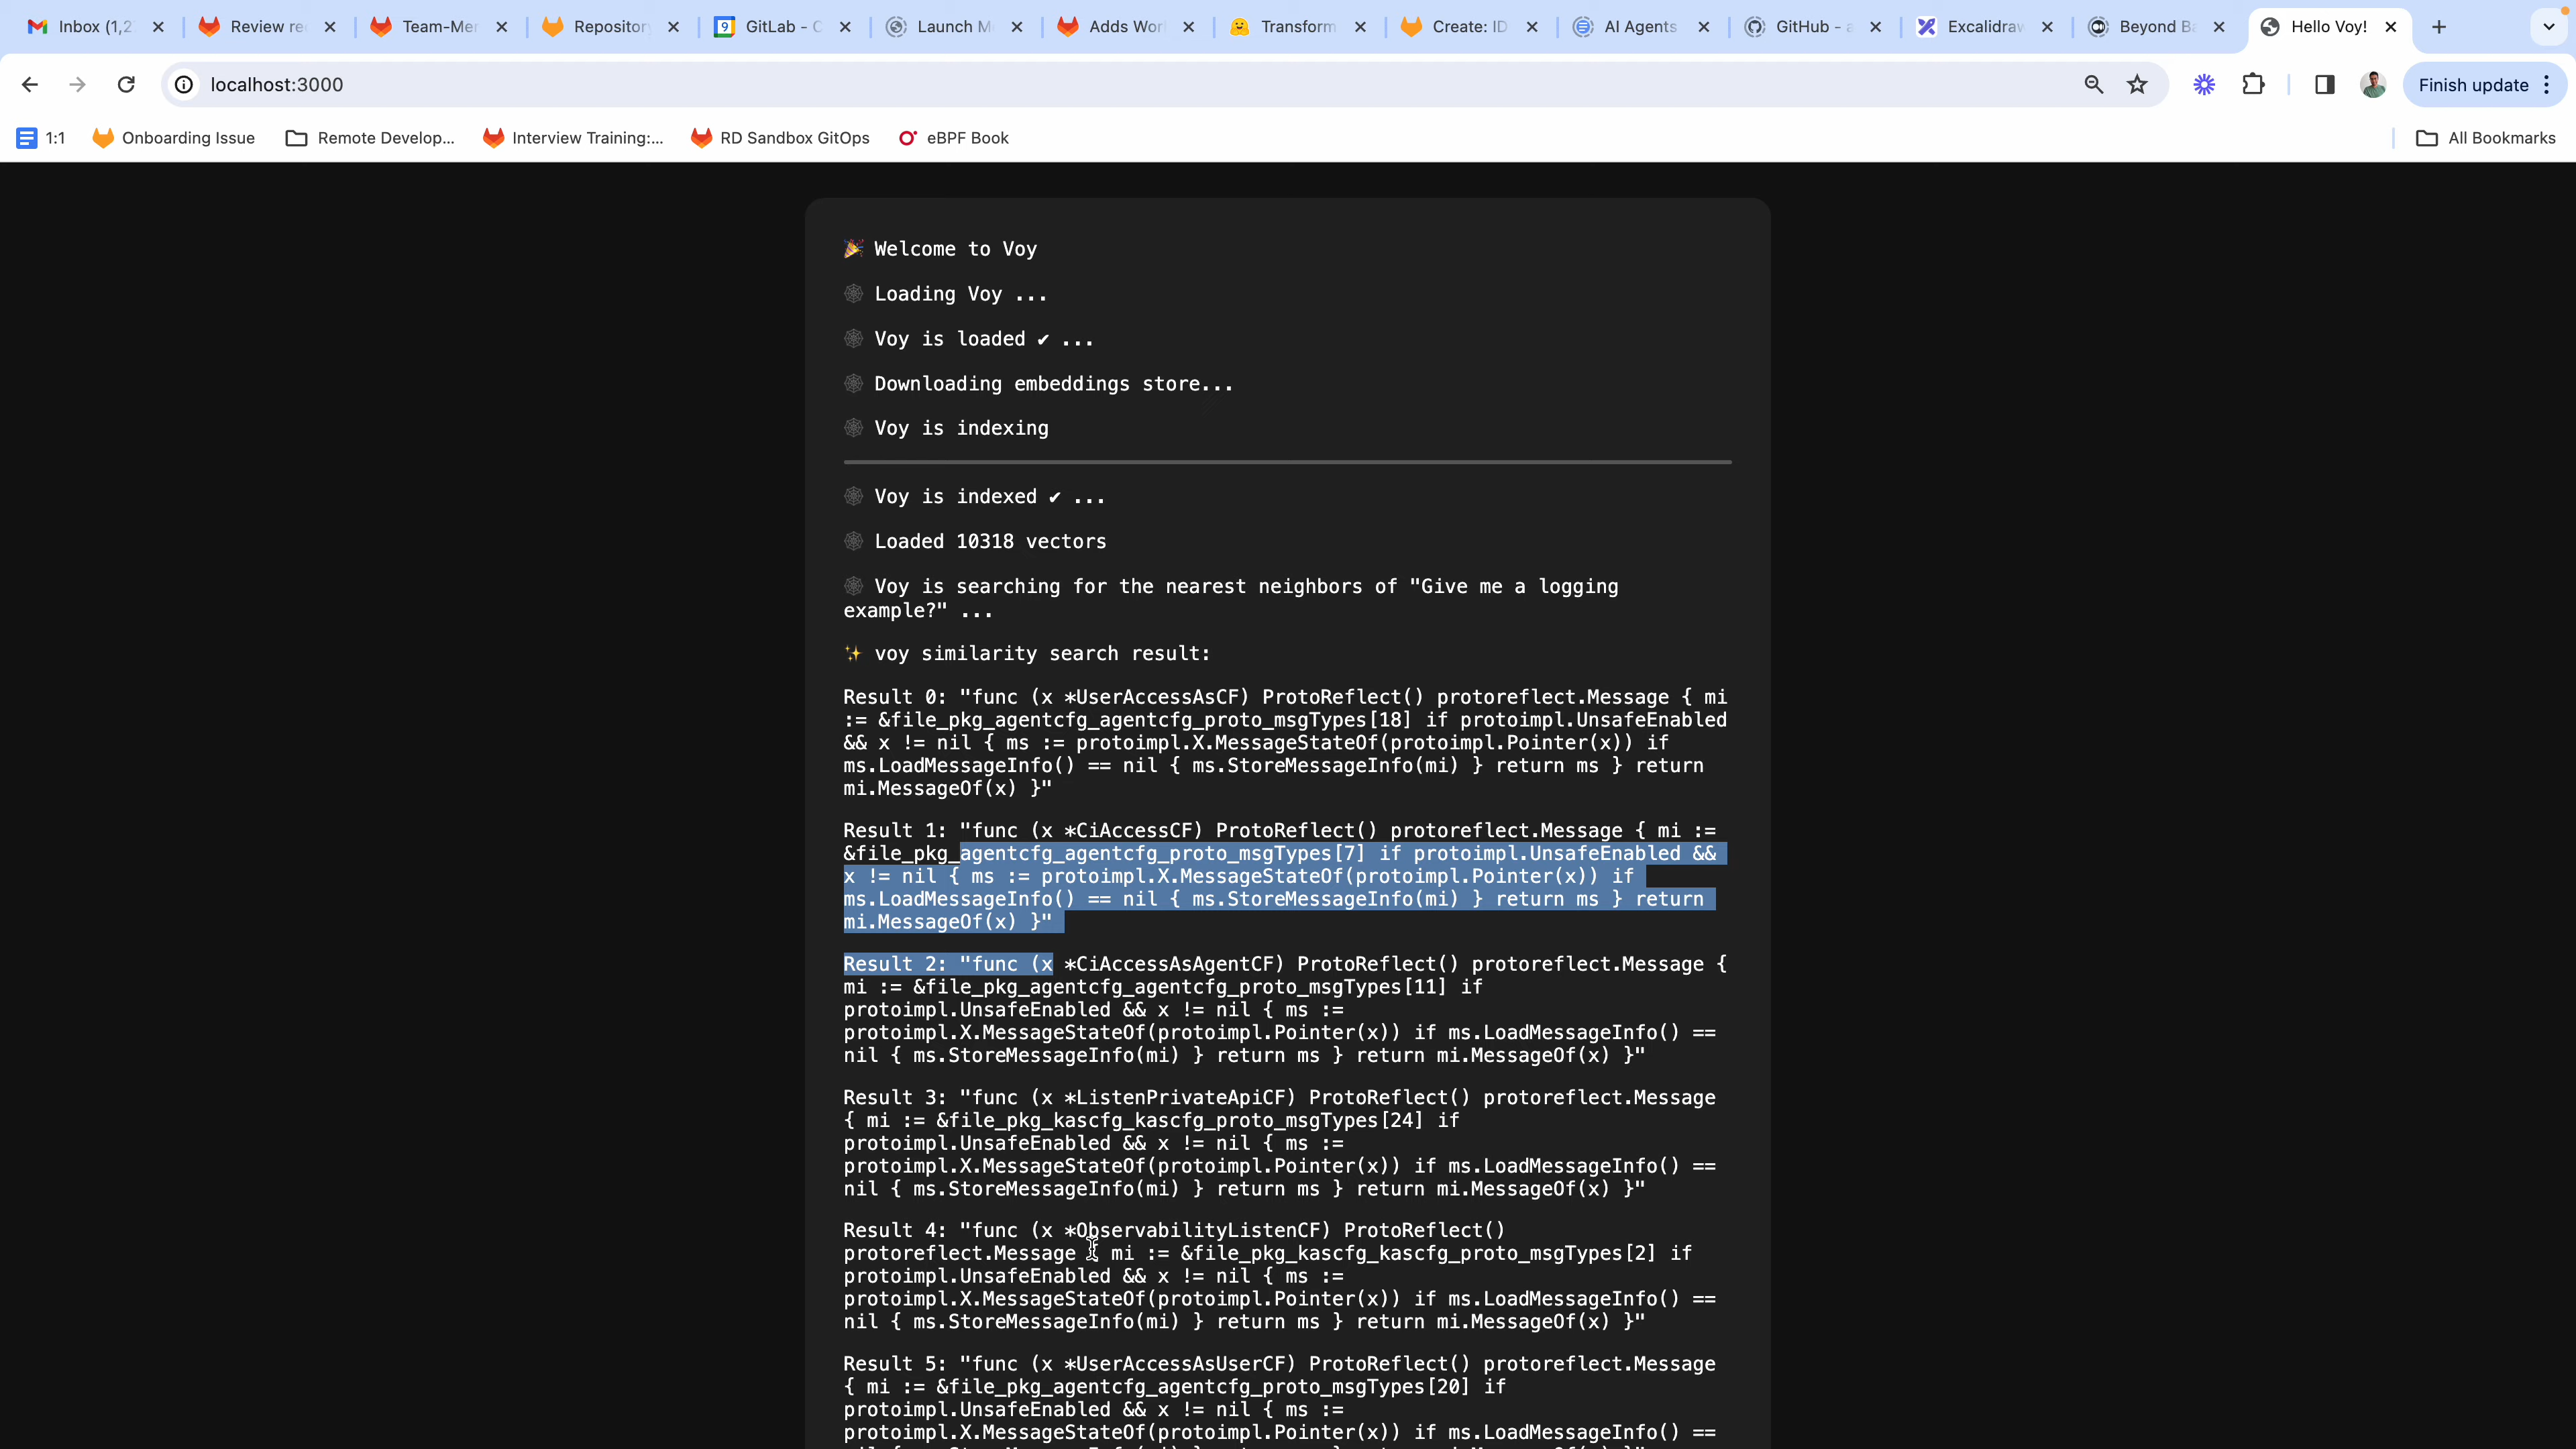 Inbox (1,2
Review re
Team-Mer
Repository
GitLab - C
Launch M
Adds Wor
Transform
Create: ID
AI Agents
GitHub - a
Excalidraw
Beyond Ba
Hello Voy!
localhost:3000
Finish update
1:1
Onboarding Issue
Remote Develop...
Interview Training:...
RD Sandbox GitOps
eBPF Book
All Bookmarks
🎉 Welcome to Voy
🕸️ Loading Voy ...
🕸️ Voy is loaded ✔ ...
🕸️ Downloading embeddings store...
🕸️ Voy is indexing
🕸️ Voy is indexed ✔ ...
🕸️ Loaded 10318 vectors
🕸️ Voy is searching for the nearest neighbors of "Give me a logging
example?" ...
✨ voy similarity search result:
Result 0: "func (x *UserAccessAsCF) ProtoReflect() protoreflect.Message { mi
:= &file_pkg_agentcfg_agentcfg_proto_msgTypes[18] if protoimpl.UnsafeEnabled
&& x != nil { ms := protoimpl.X.MessageStateOf(protoimpl.Pointer(x)) if
ms.LoadMessageInfo() == nil { ms.StoreMessageInfo(mi) } return ms } return
mi.MessageOf(x) }"
Result 1: "func (x *CiAccessCF) ProtoReflect() protoreflect.Message { mi :=
&file_pkg_agentcfg_agentcfg_proto_msgTypes[7] if protoimpl.UnsafeEnabled &&
x != nil { ms := protoimpl.X.MessageStateOf(protoimpl.Pointer(x)) if
ms.LoadMessageInfo() == nil { ms.StoreMessageInfo(mi) } return ms } return
mi.MessageOf(x) }"
Result 2: "func (x *CiAccessAsAgentCF) ProtoReflect() protoreflect.Message {
mi := &file_pkg_agentcfg_agentcfg_proto_msgTypes[11] if
protoimpl.UnsafeEnabled && x != nil { ms :=
protoimpl.X.MessageStateOf(protoimpl.Pointer(x)) if ms.LoadMessageInfo() ==
nil { ms.StoreMessageInfo(mi) } return ms } return mi.MessageOf(x) }"
Result 3: "func (x *ListenPrivateApiCF) ProtoReflect() protoreflect.Message
{ mi := &file_pkg_kascfg_kascfg_proto_msgTypes[24] if
protoimpl.UnsafeEnabled && x != nil { ms :=
protoimpl.X.MessageStateOf(protoimpl.Pointer(x)) if ms.LoadMessageInfo() ==
nil { ms.StoreMessageInfo(mi) } return ms } return mi.MessageOf(x) }"
Result 4: "func (x *ObservabilityListenCF) ProtoReflect()
protoreflect.Message { mi := &file_pkg_kascfg_kascfg_proto_msgTypes[2] if
protoimpl.UnsafeEnabled && x != nil { ms :=
protoimpl.X.MessageStateOf(protoimpl.Pointer(x)) if ms.LoadMessageInfo() ==
nil { ms.StoreMessageInfo(mi) } return ms } return mi.MessageOf(x) }"
Result 5: "func (x *UserAccessAsUserCF) ProtoReflect() protoreflect.Message
{ mi := &file_pkg_agentcfg_agentcfg_proto_msgTypes[20] if
protoimpl.UnsafeEnabled && x != nil { ms :=
protoimpl.X.MessageStateOf(protoimpl.Pointer(x)) if ms.LoadMessageInfo() ==